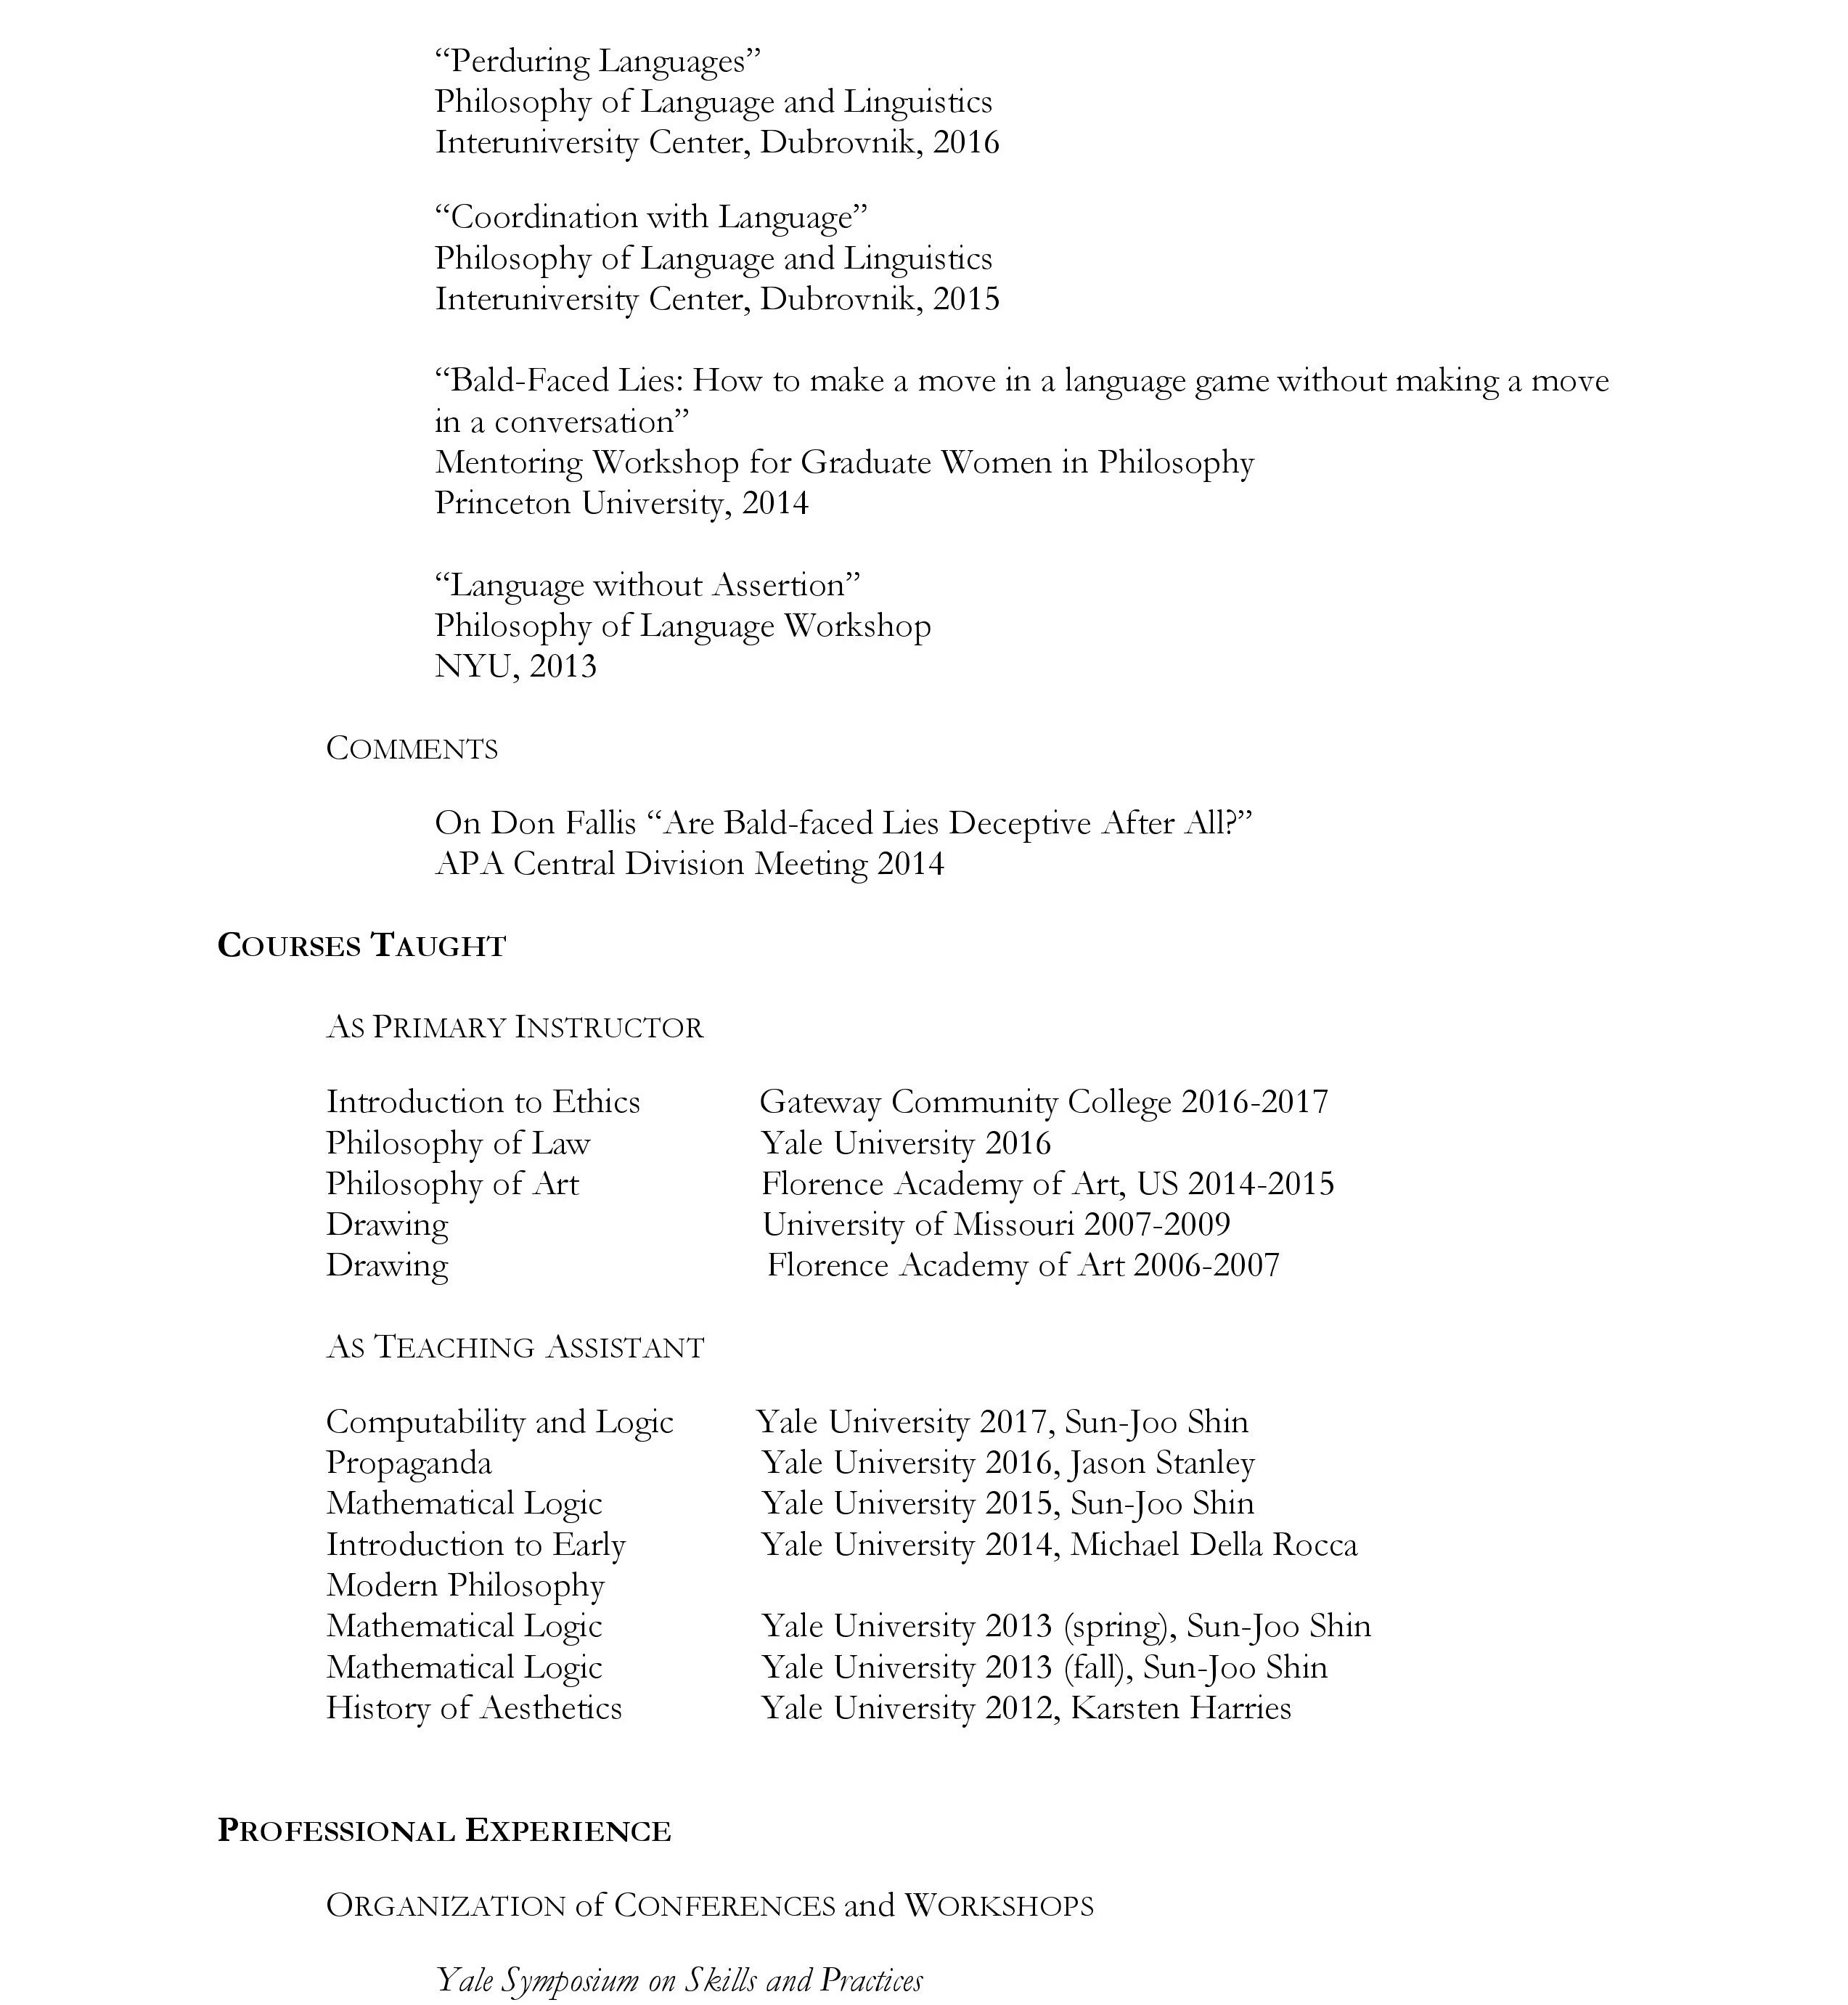 “Perduring Languages”
Philosophy of Language and Linguistics
Interuniversity Center, Dubrovnik, 2016
“Coordination with Language”
Philosophy of Language and Linguistics
Interuniversity Center, Dubrovnik, 2015
“Bald-Faced Lies: How to make a move in a language game without making a move
in a conversation”
Mentoring Workshop for Graduate Women in Philosophy
Princeton University, 2014
“Language without Assertion”
Philosophy of Language Workshop
NYU, 2013
COMMENTS
On Don Fallis “Are Bald-faced Lies Deceptive After All?”
APA Central Division Meeting 2014
COURSES TAUGHT
AS PRIMARY INSTRUCTOR
Introduction to Ethics Gateway Community College 2016-2017
Philosophy of Law Yale University 2016
Philosophy of Art Florence Academy of Art, US 2014-2015
Drawing University of Missouri 2007-2009
Drawing Florence Academy of Art 2006-2007
AS TEACHING ASSISTANT
Computability and Logic Yale University 2017, Sun-Joo Shin
Propaganda Yale University 2016, Jason Stanley
Mathematical Logic Yale University 2015, Sun-Joo Shin
Introduction to Early Yale University 2014, Michael Della Rocca
Modern Philosophy
Mathematical Logic Yale University 2013 (spring), Sun-Joo Shin
Mathematical Logic Yale University 2013 (fall), Sun-Joo Shin
History of Aesthetics Yale University 2012, Karsten Harries
PROFESSIONAL EXPERIENCE
ORGANIZATION of CONFERENCES and WORKSHOPS
Yale Symposium on Skills and Practices